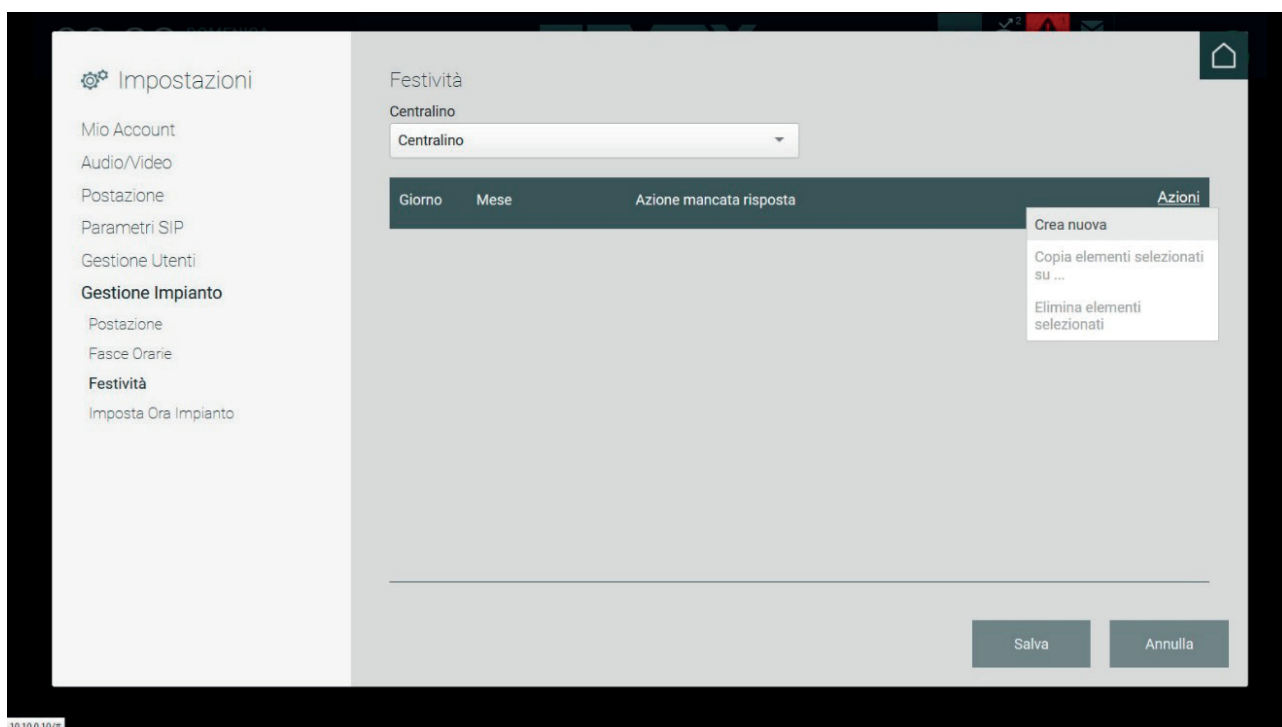 Impostazioni
Mio Account
Audio/Video
Postazione
Parametri SIP
Gestione Utenti
Gestione Impianto
Postazione
Fasce Orarie
Festività
Imposta Ora Impianto
Festività
Centralino
Centralino
Giorno Mese Azione mancata risposta Azioni
Crea nuova
Copia elementi selezionati
su ...
Elimina elementi
selezionati
Salva Annulla